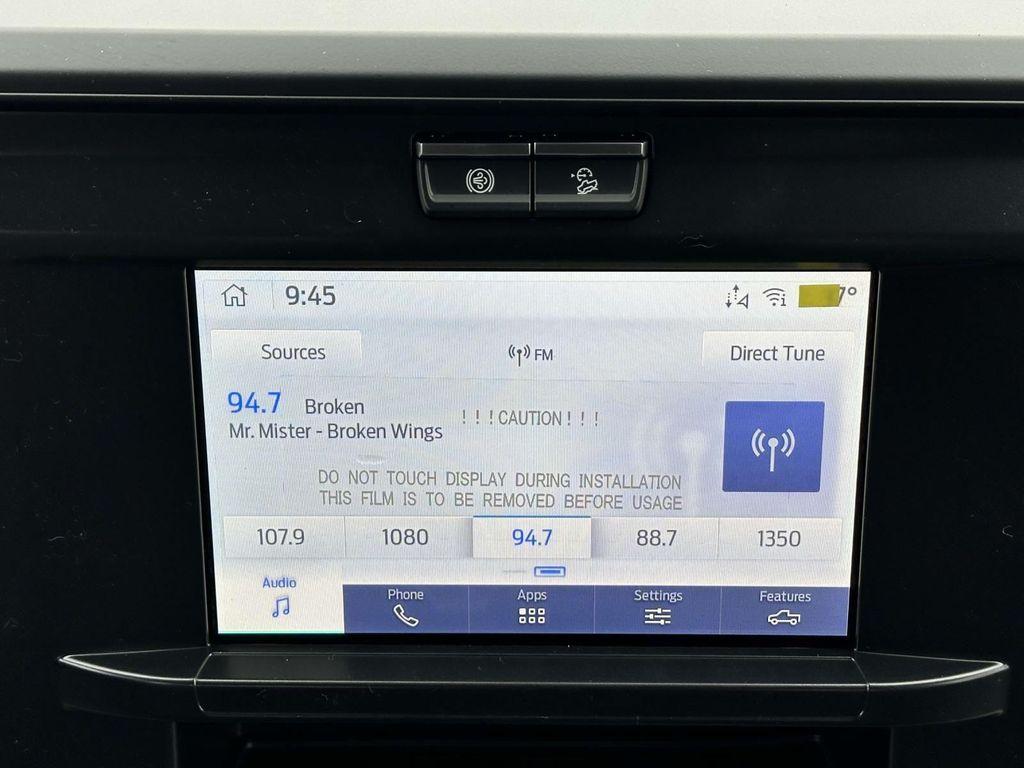 9:45
7°
Sources
FM
Direct Tune
94.7 Broken
! ! ! CAUTION ! ! !
Mr. Mister - Broken Wings
DO NOT TOUCH DISPLAY DURING INSTALLATION
THIS FILM IS TO BE REMOVED BEFORE USAGE
107.9 1080 94.7 88.7 1350
Audio Phone Apps Settings Features